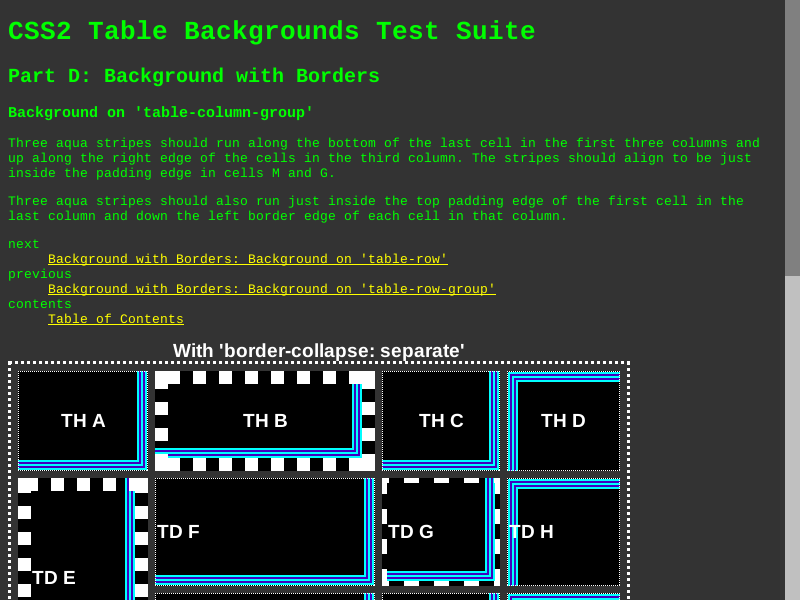 CSS2 Table Backgrounds Test Suite
Part D: Background with Borders
Background on 'table-column-group'
Three aqua stripes should run along the bottom of the last cell in the first three columns and
up along the right edge of the cells in the third column. The stripes should align to be just
inside the padding edge in cells M and G.
Three aqua stripes should also run just inside the top padding edge of the first cell in the
last column and down the left border edge of each cell in that column.
next
Background with Borders: Background on 'table-row'
previous
Background with Borders: Background on 'table-row-group'
contents
Table of Contents
With 'border-collapse: separate'
TH A TH B TH C TH D
TD F TD G TD H
TD E